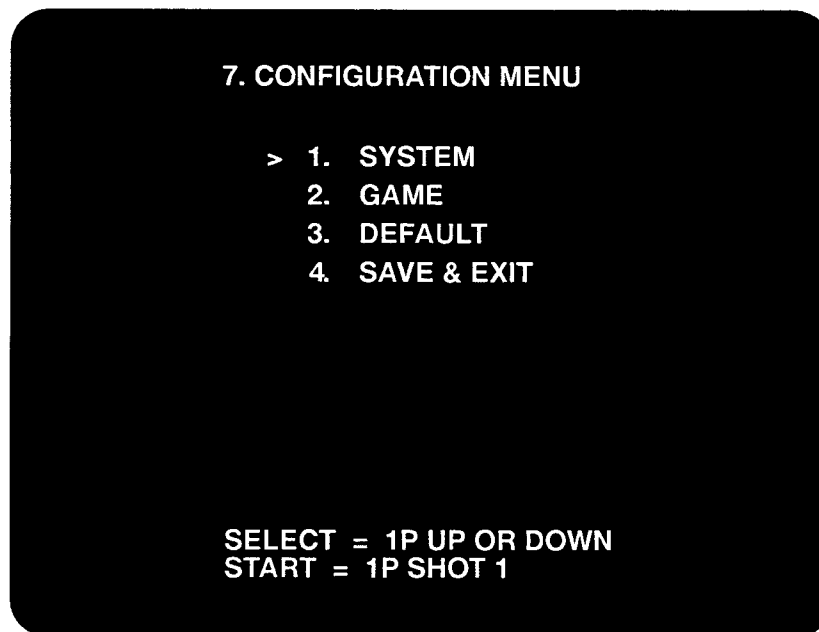 7. CONFIGURATION MENU
> 1. SYSTEM
2. GAME
3. DEFAULT
4. SAVE & EXIT
SELECT = 1P UP OR DOWN
START = 1P SHOT 1